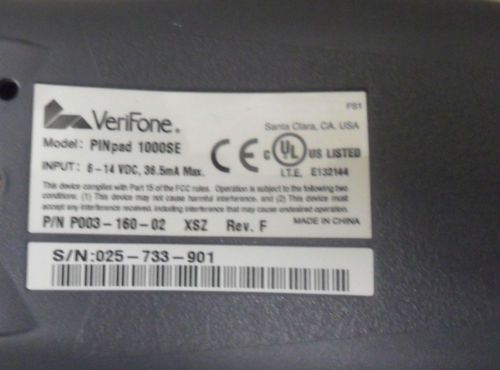 FS1
VeriFone.
Santa Clara, CA. USA
Model: PINpad 1000SE
CE c UL US LISTED
INPUT: 6-14 VDC, 36.5mA Max.
I.T.E. E132144
This device complies with Part 15 of the FCC rules. Operation is subject to the following two
conditions: (1) This device may not cause harmful interference, and (2) This device must
accept any interference received, including interference that may cause undesired operation.
P/N P003-160-02 XSZ Rev. F MADE IN CHINA
S/N:025-733-901